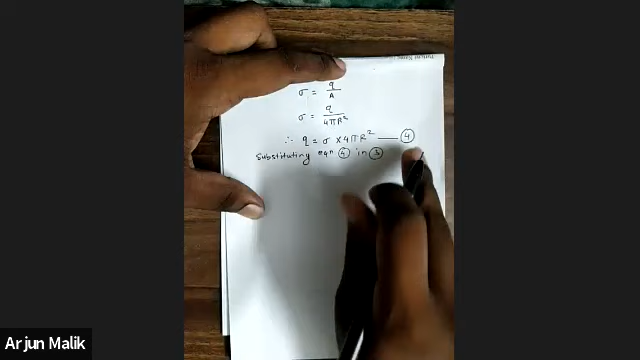 σ = q/A
σ = q/4πR²
∴ q = σ × 4πR² —— ④
Substituting eqn ④ in ③
Arjun Malik